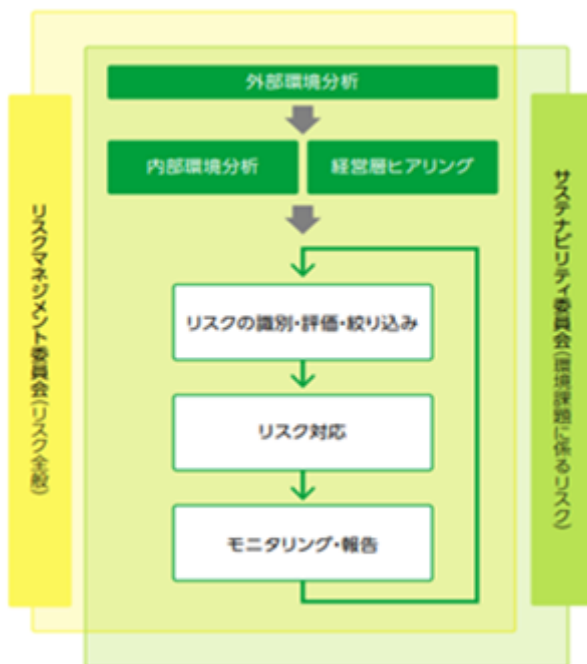 外部環境分析
内部環境分析
経営層ヒアリング
リスクマネジメント委員会(リスク全般)
サステナビリティ委員会(環境課題に係るリスク)
リスクの識別・評価・絞り込み
リスク対応
モニタリング・報告